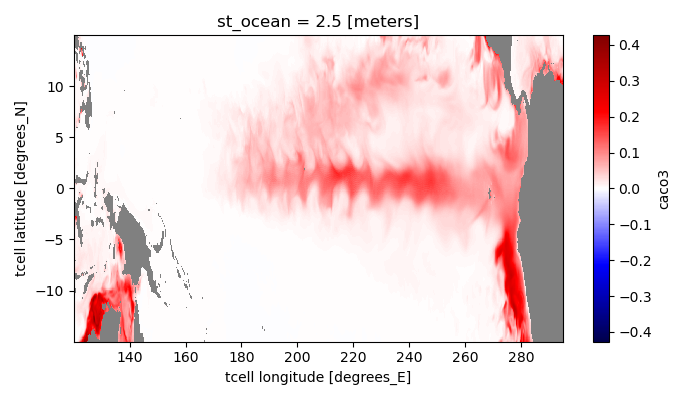 st_ocean = 2.5 [meters]
10
5
0
−5
−10
tcell latitude [degrees_N]
140 160 180 200 220 240 260 280
tcell longitude [degrees_E]
0.4
0.3
0.2
0.1
0.0
−0.1
−0.2
−0.3
−0.4
caco3